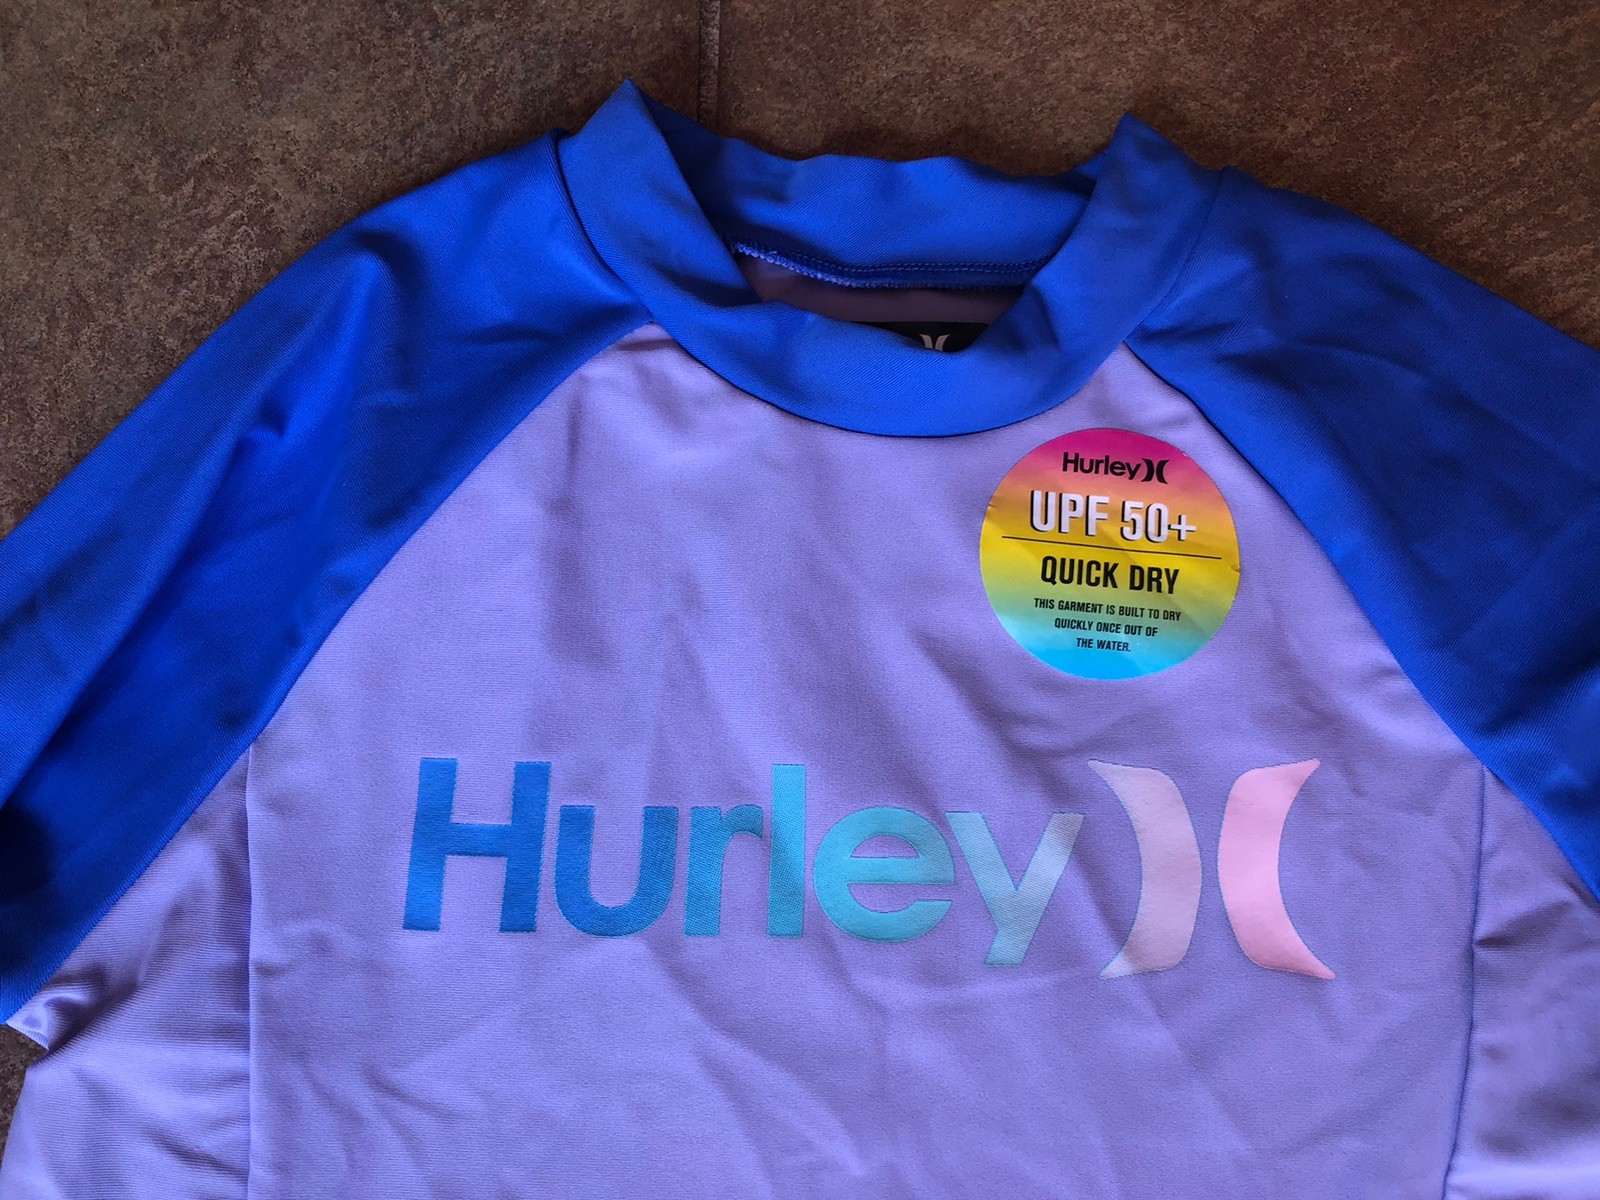 Hurley
UPF 50+
QUICK DRY
THIS GARMENT IS BUILT TO DRY
QUICKLY ONCE OUT OF
THE WATER.
Hurley